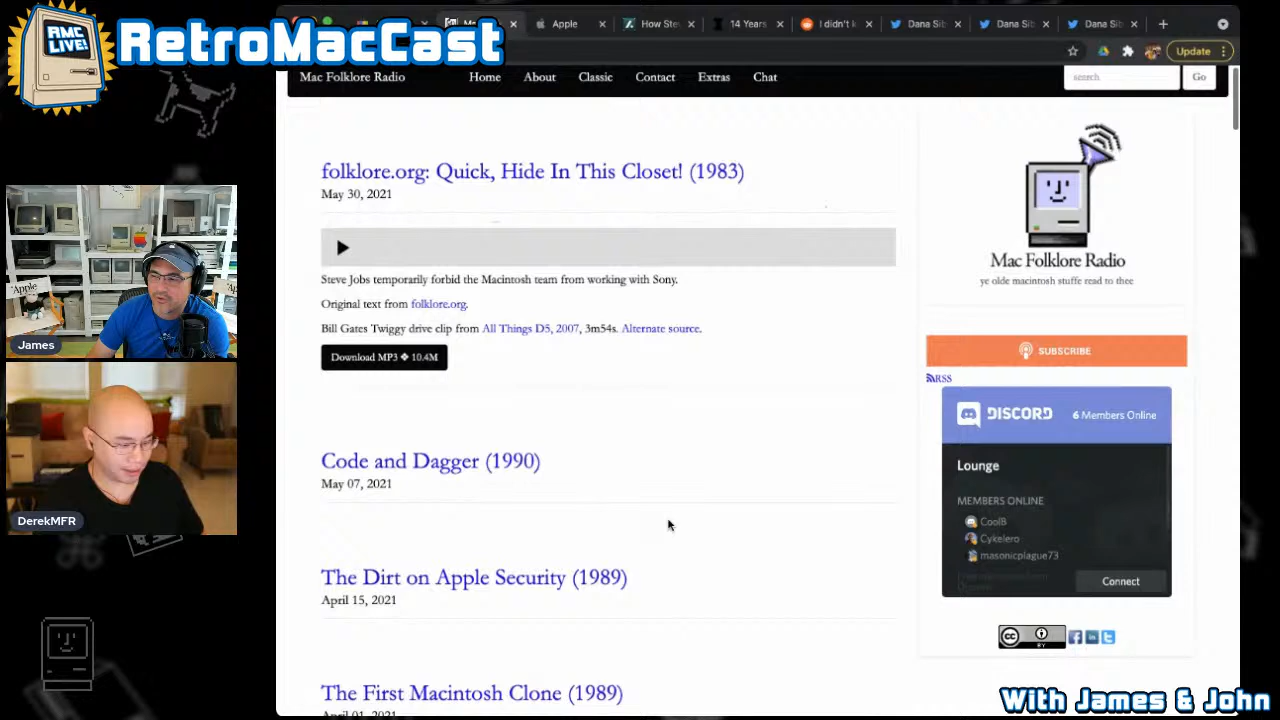 RMC
LIVE!
RetroMacCast
Apple
How Ste
14 Years
I didn't k
Dana Sib
Dana Sib
Dana Sib
Update
Mac Folklore Radio
Home
About
Classic
Contact
Extras
Chat
search
Go
folklore.org: Quick, Hide In This Closet! (1983)
May 30, 2021
Steve Jobs temporarily forbid the Macintosh team from working with Sony.
Original text from folklore.org.
Bill Gates Twiggy drive clip from All Things D5, 2007, 3m54s. Alternate source.
Download MP3 ❖ 10.4M
Code and Dagger (1990)
May 07, 2021
The Dirt on Apple Security (1989)
April 15, 2021
The First Macintosh Clone (1989)
April 01, 2021
Mac Folklore Radio
ye olde macintosh stuffe read to thee
SUBSCRIBE
RSS
DISCORD
6 Members Online
Lounge
MEMBERS ONLINE
CoolB
Cykelero
masonicplague73
Connect
CC
BY
Apple
James
DerekMFR
With James & John